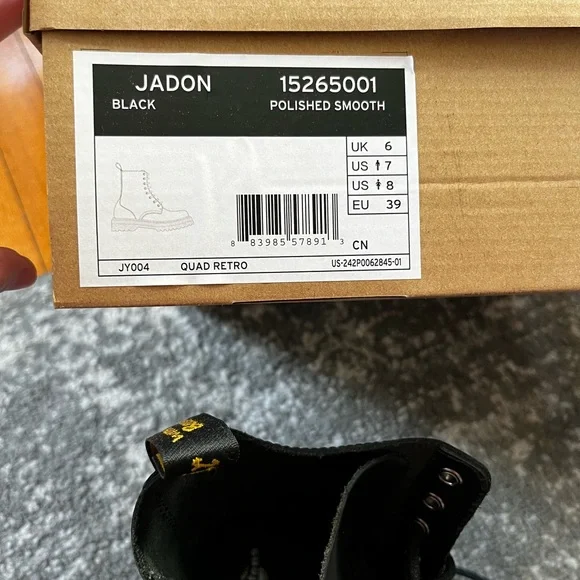 JADON 15265001
BLACK POLISHED SMOOTH
UK 6
US 7
US 8
EU 39
8 83985 57891 3
CN
JY004 QUAD RETRO US-242P0062845-01